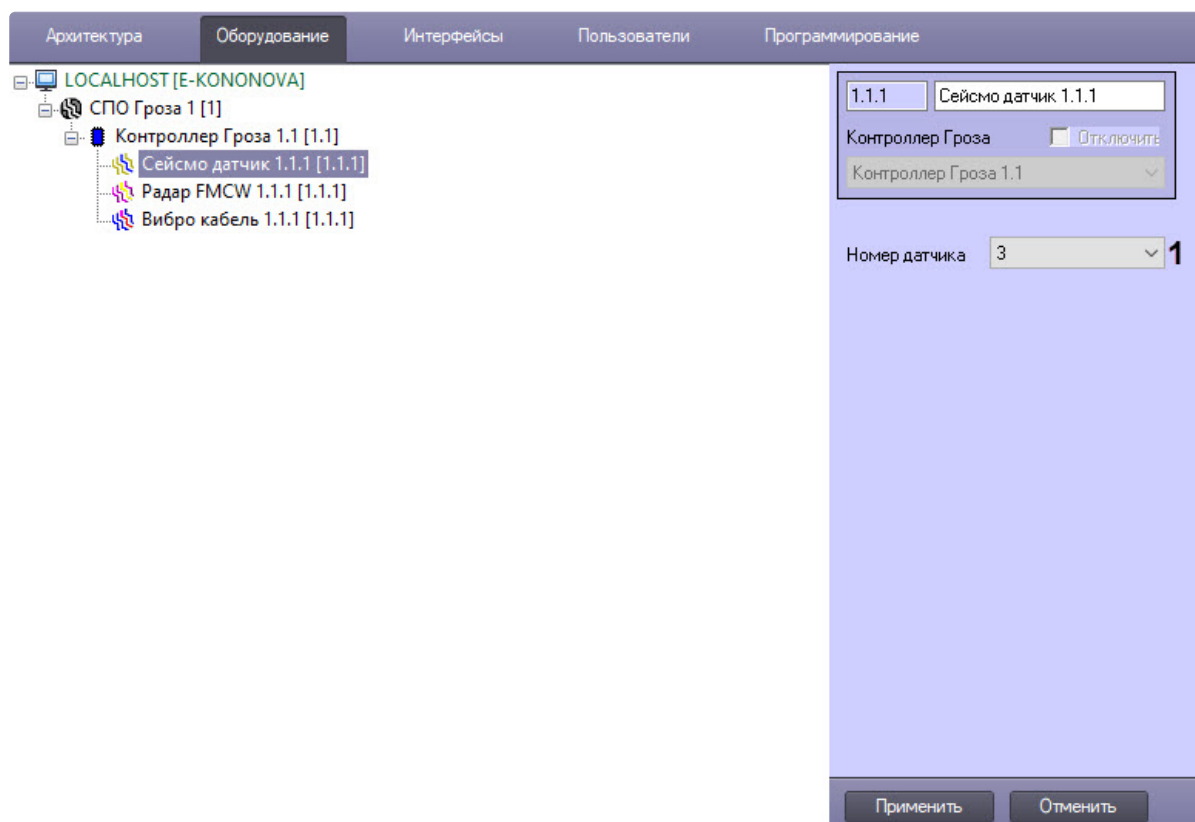 Архитектура Оборудование Интерфейсы Пользователи Программирование
LOCALHOST [E-KONONOVA]
СПО Гроза 1 [1]
Контроллер Гроза 1.1 [1.1]
Сейсмо датчик 1.1.1 [1.1.1]
Радар FMCW 1.1.1 [1.1.1]
Вибро кабель 1.1.1 [1.1.1]
1.1.1 Сейсмо датчик 1.1.1
Контроллер Гроза Отключить
Контроллер Гроза 1.1
Номер датчика 3 1
Применить Отменить